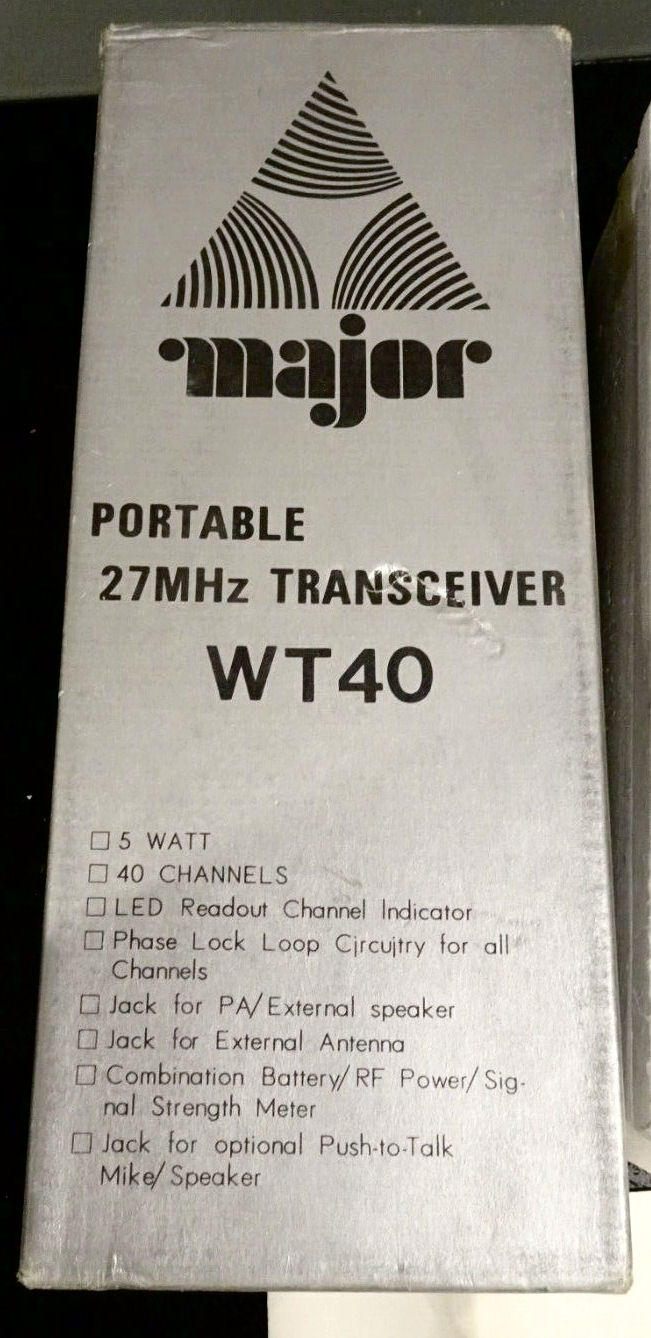 major
PORTABLE
27MHz TRANSCEIVER
WT40
☐ 5 WATT
☐ 40 CHANNELS
☐ LED Readout Channel Indicator
☐ Phase Lock Loop Cjrcujtry for all
Channels
☐ Jack for PA/External speaker
☐ Jack for External Antenna
☐ Combination Battery/RF Power/Sig-
nal Strength Meter
☐ Jack for optional Push-to-Talk
Mike/Speaker